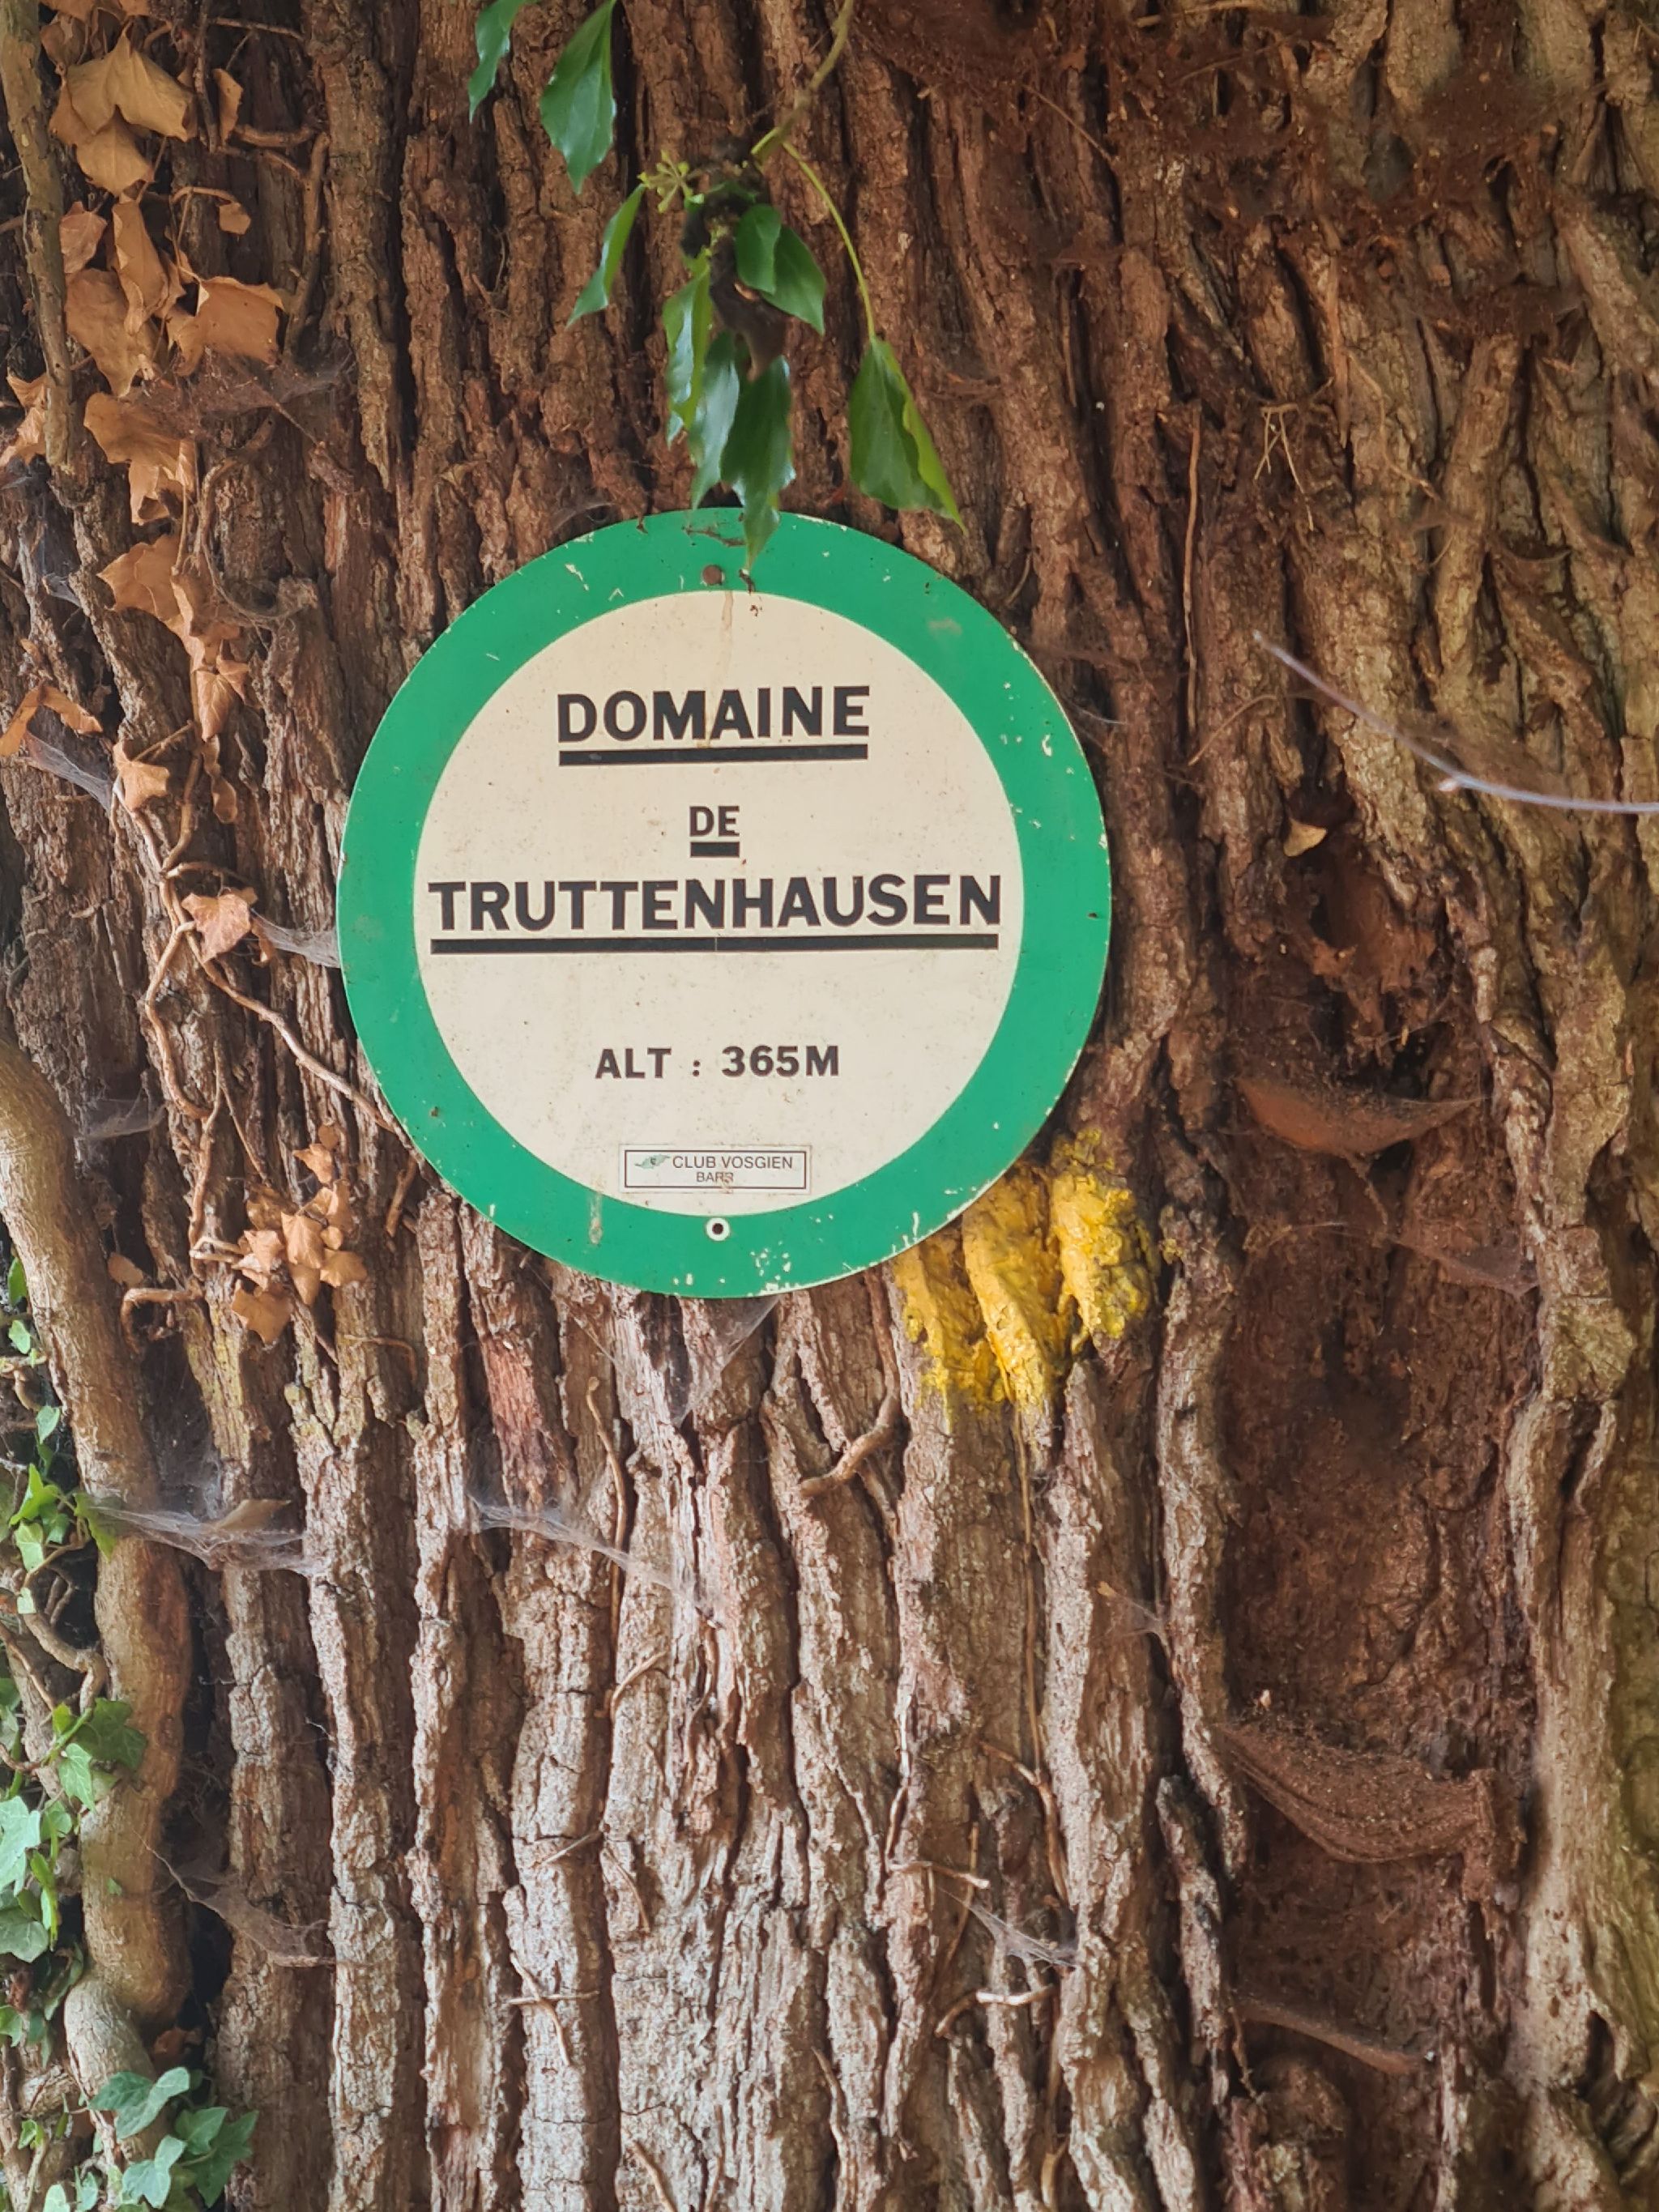 DOMAINE
DE
TRUTTENHAUSEN
ALT : 365M
CLUB VOSGIEN
BARR